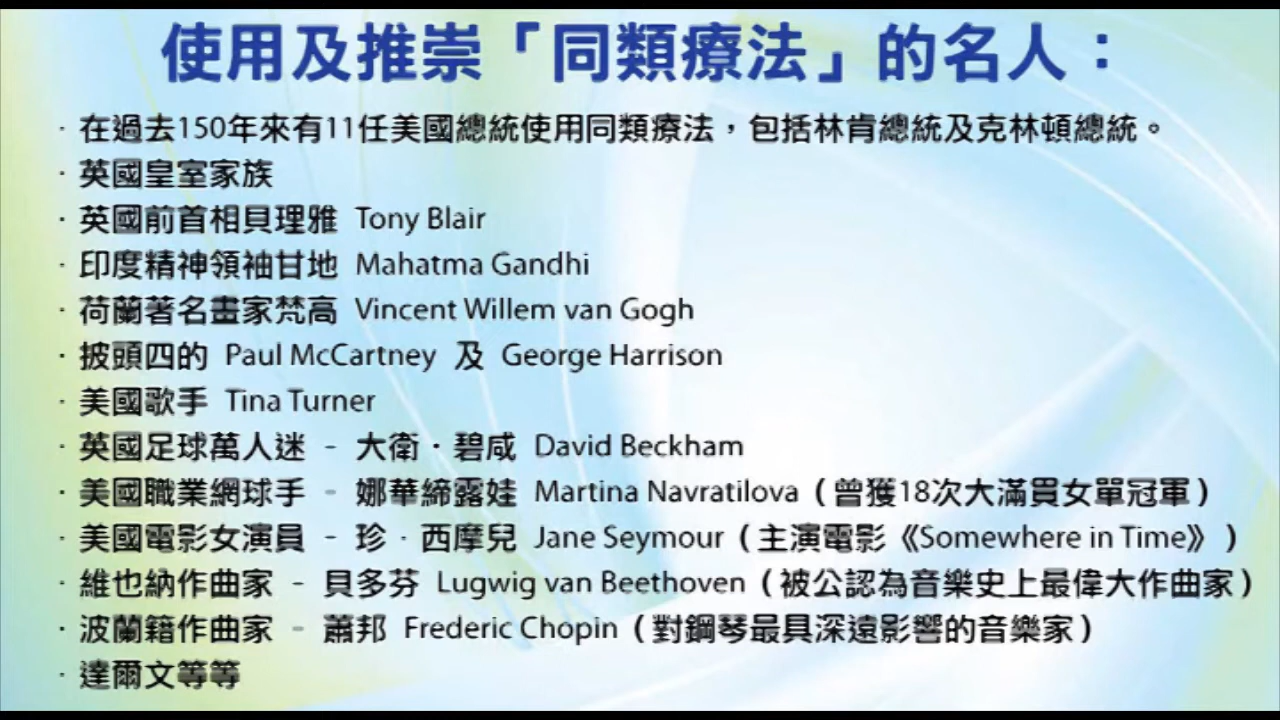 使用及推崇「同類療法」的名人：
· 在過去150年來有11任美國總統使用同類療法，包括林肯總統及克林頓總統。
· 英國皇室家族
· 英國前首相貝理雅 Tony Blair
· 印度精神領袖甘地 Mahatma Gandhi
· 荷蘭著名畫家梵高 Vincent Willem van Gogh
· 披頭四的 Paul McCartney 及 George Harrison
· 美國歌手 Tina Turner
· 英國足球萬人迷 - 大衛·碧咸 David Beckham
· 美國職業網球手 - 娜華締露娃 Martina Navratilova（曾獲18次大滿貫女單冠軍）
· 美國電影女演員 - 珍·西摩兒 Jane Seymour（主演電影《Somewhere in Time》）
· 維也納作曲家 - 貝多芬 Lugwig van Beethoven（被公認為音樂史上最偉大作曲家）
· 波蘭籍作曲家 - 蕭邦 Frederic Chopin（對鋼琴最具深遠影響的音樂家）
· 達爾文等等